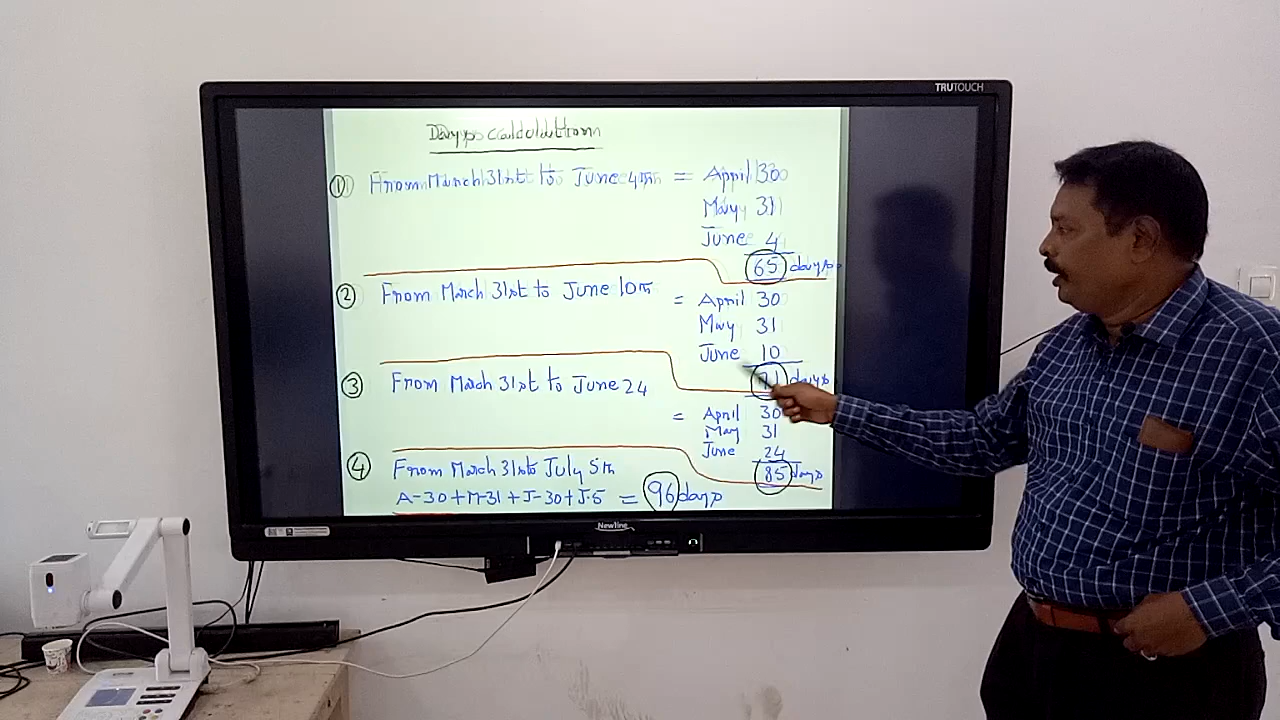 TRUTOUCH
Days calculation
① From March 31st to June 4th = April 30
May 31
June 4
65 days
② From March 31st to June 10th
= April 30
May 31
June 10
71 days
③ From March 31st to June 24
= April 30
May 31
June 24
85 days
④ From March 31st to July 5th
A-30 + M-31 + J-30 + J-5 = 96 days
Newline